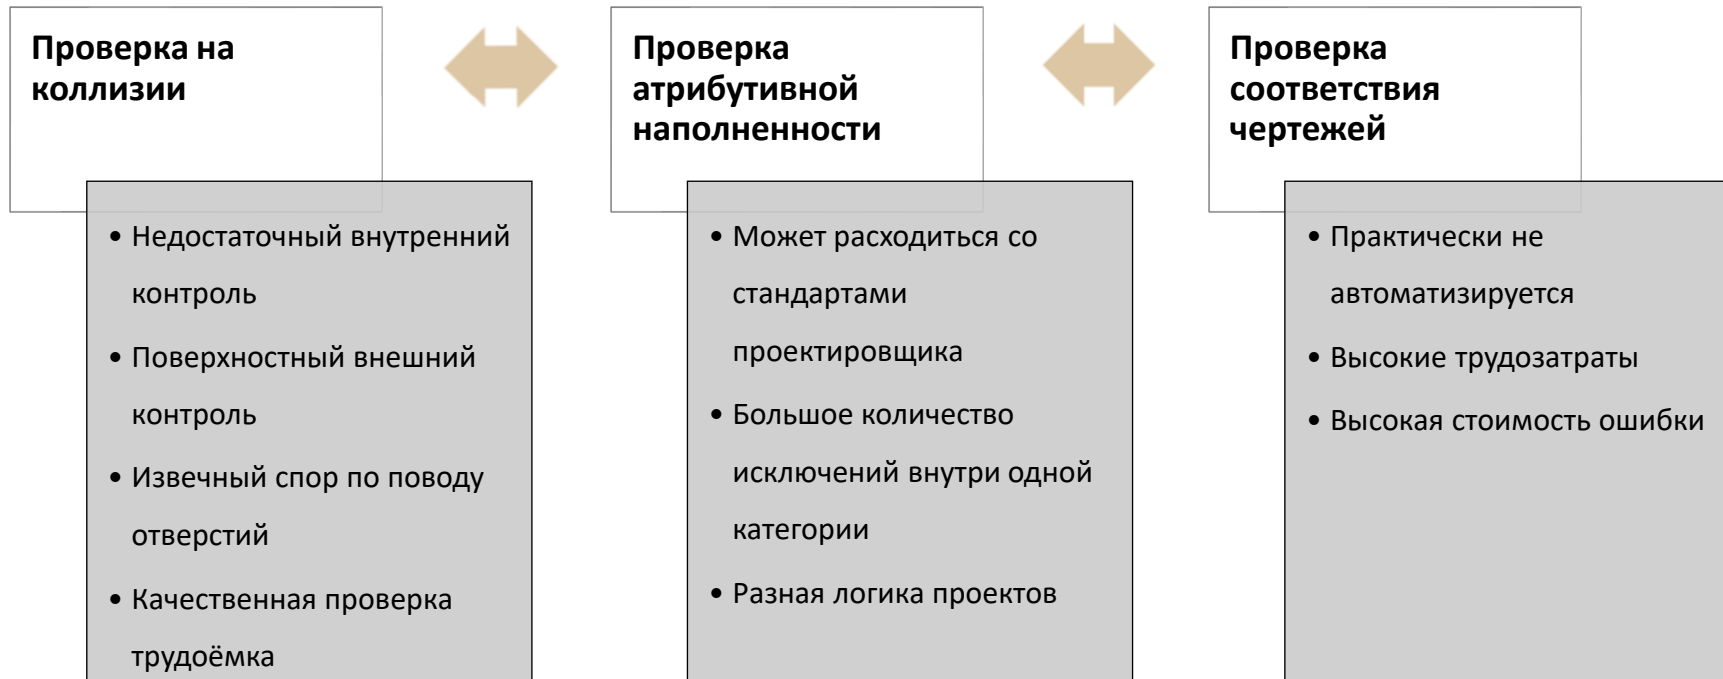 Проверка на
коллизии
• Недостаточный внутренний
контроль
• Поверхностный внешний
контроль
• Извечный спор по поводу
отверстий
• Качественная проверка
трудоёмка
Проверка
атрибутивной
наполненности
• Может расходиться со
стандартами
проектировщика
• Большое количество
исключений внутри одной
категории
• Разная логика проектов
Проверка
соответствия
чертежей
• Практически не
автоматизируется
• Высокие трудозатраты
• Высокая стоимость ошибки